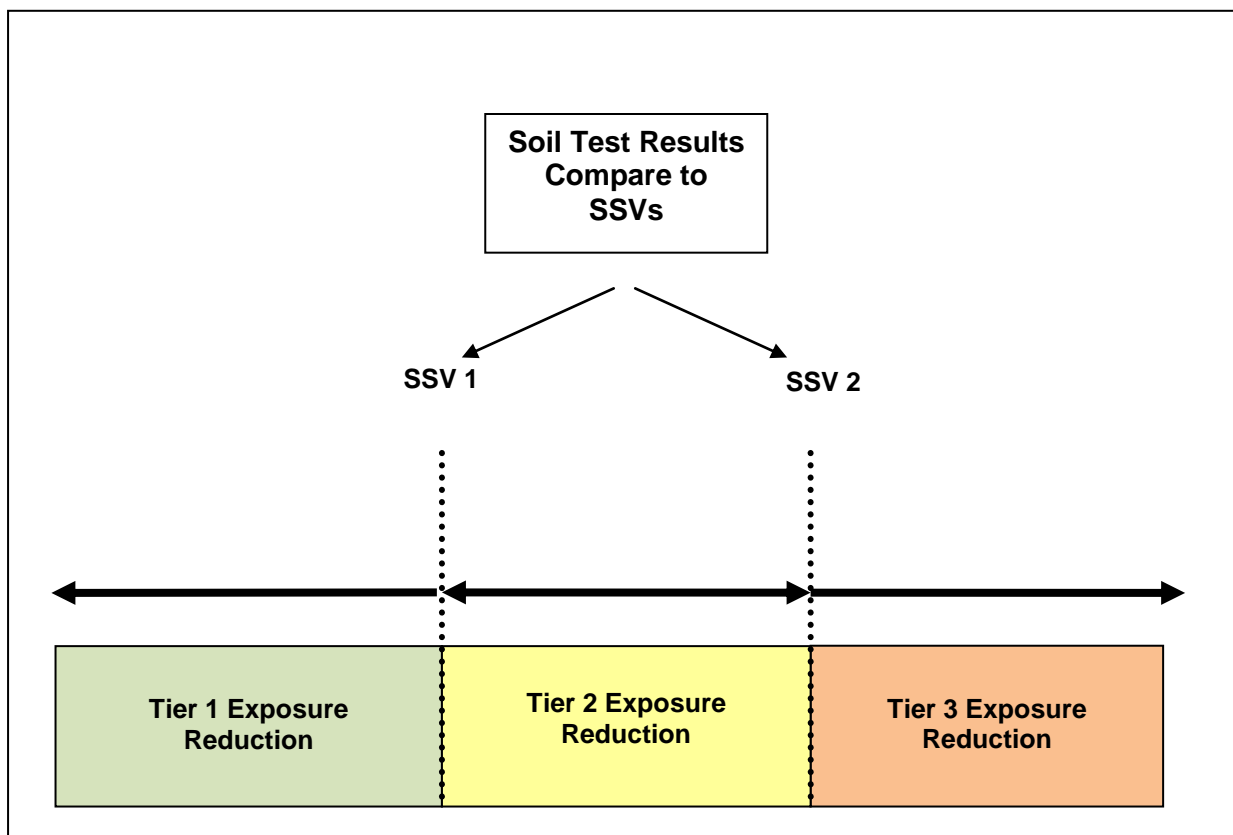 Soil Test Results
Compare to
SSVs
SSV 1
SSV 2
Tier 1 Exposure
Reduction
Tier 2 Exposure
Reduction
Tier 3 Exposure
Reduction